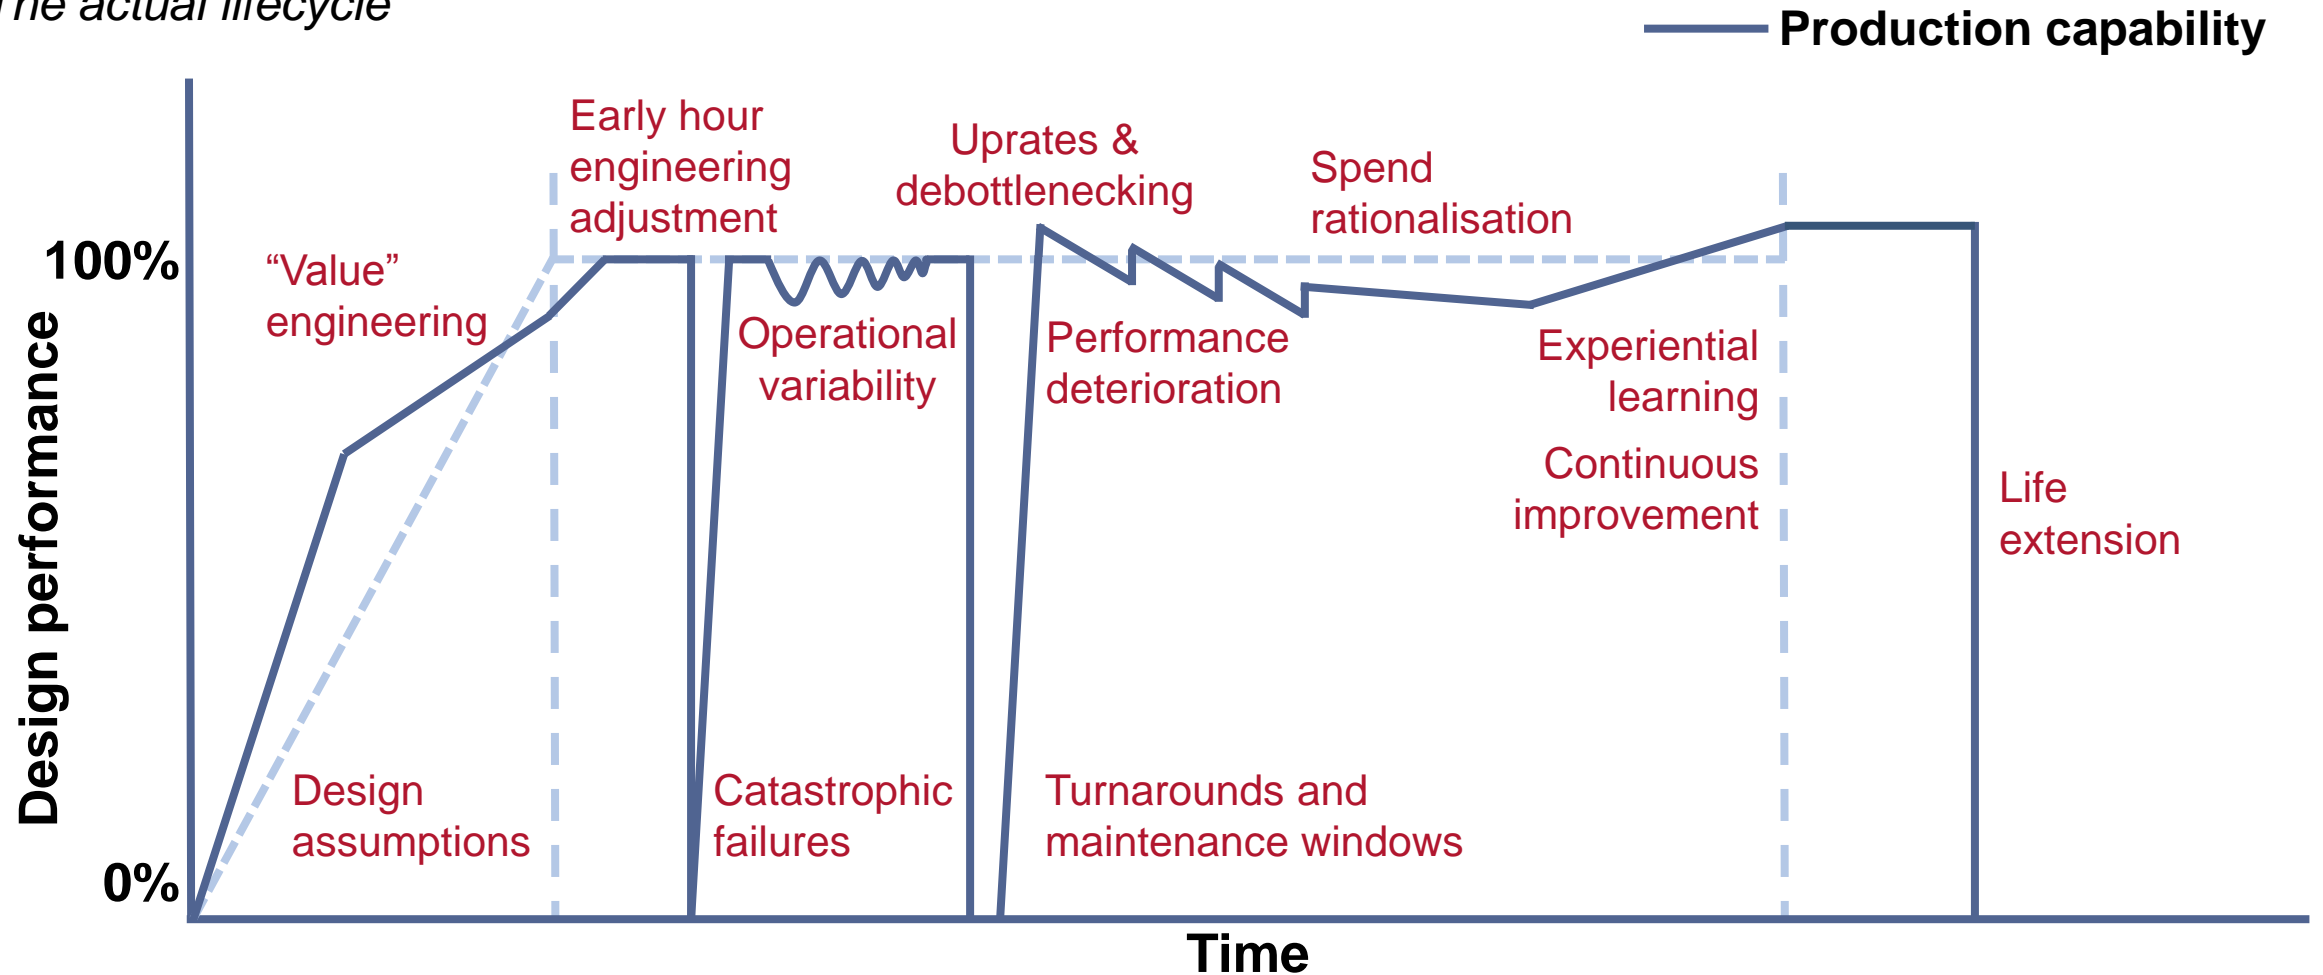 The actual lifecycle
Production capability
Early hour
engineering
adjustment
Uprates &
debottlenecking
Spend
rationalisation
100%
“Value”
engineering
Operational
variability
Performance
deterioration
Experiential
learning
Continuous
improvement
Life
extension
Design performance
Design
assumptions
Catastrophic
failures
Turnarounds and
maintenance windows
0%
Time